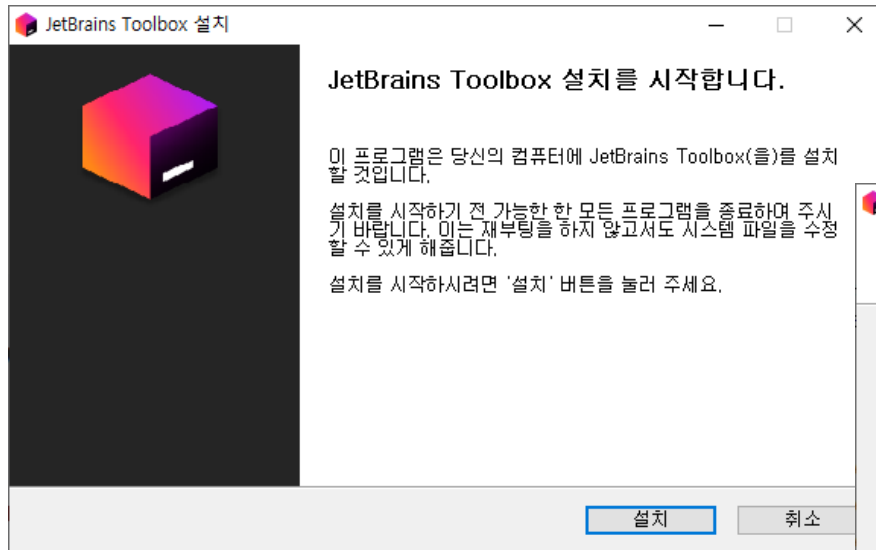 JetBrains Toolbox 설치
JetBrains Toolbox 설치를 시작합니다.
이 프로그램은 당신의 컴퓨터에 JetBrains Toolbox(을)를 설치
할 것입니다.
설치를 시작하기 전 가능한 한 모든 프로그램을 종료하여 주시
기 바랍니다. 이는 재부팅을 하지 않고서도 시스템 파일을 수정
할 수 있게 해줍니다.
설치를 시작하시려면 '설치' 버튼을 눌러 주세요.
설치
취소